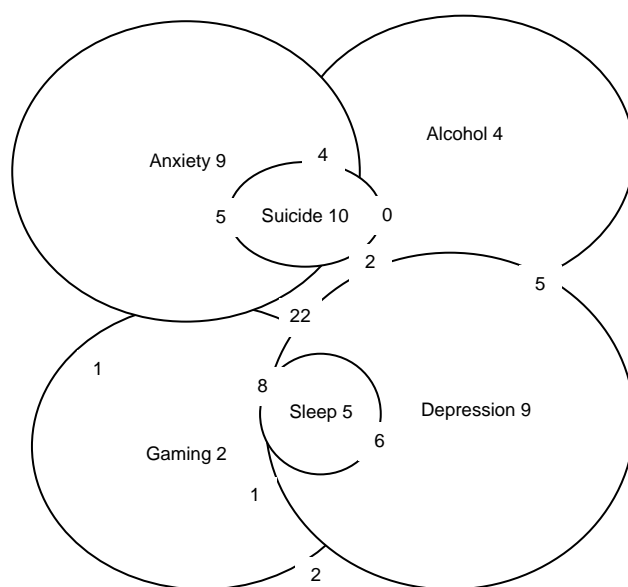 Alcohol 4
4
Anxiety 9
5
Suicide 10
0
2
5
22
1
8
Sleep 5
Depression 9
6
Gaming 2
1
2